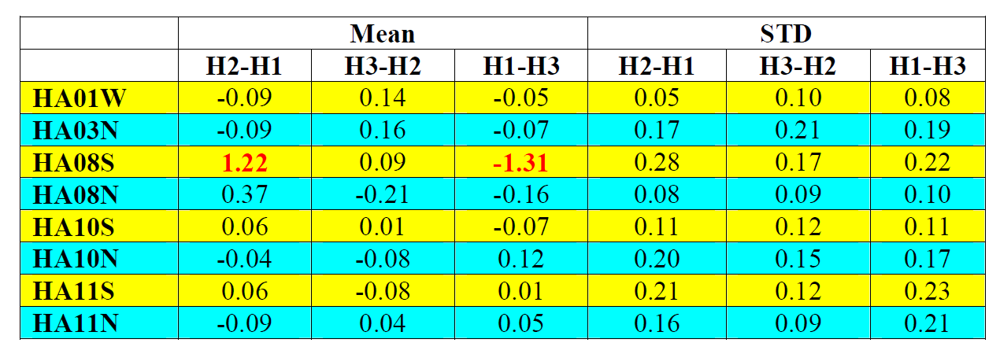 Mean STD
H2-H1 H3-H2 H1-H3 H2-H1 H3-H2 H1-H3
HA01W -0.09 0.14 -0.05 0.05 0.10 0.08
HA03N -0.09 0.16 -0.07 0.17 0.21 0.19
HA08S 1.22 0.09 -1.31 0.28 0.17 0.22
HA08N 0.37 -0.21 -0.16 0.08 0.09 0.10
HA10S 0.06 0.01 -0.07 0.11 0.12 0.11
HA10N -0.04 -0.08 0.12 0.20 0.15 0.17
HA11S 0.06 -0.08 0.01 0.21 0.12 0.23
HA11N -0.09 0.04 0.05 0.16 0.09 0.21